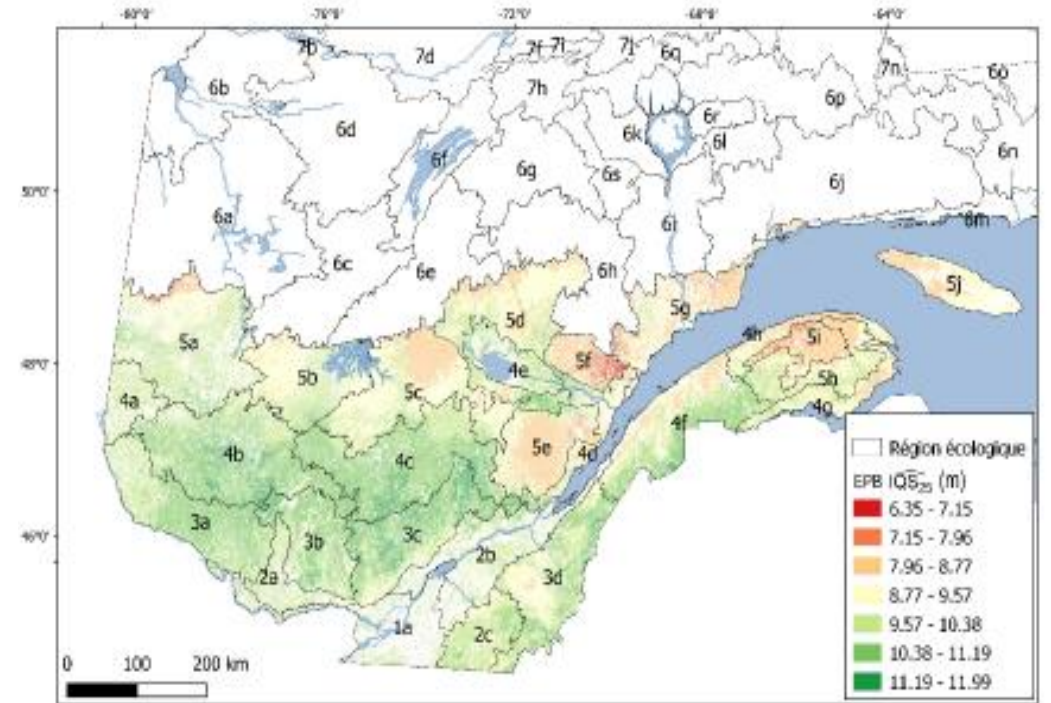 -80°0' -76°0' -72°0' -68°0' -64°0'
7b 7d 7f 7i 7j 6q 7n 6o
6b 7h 6p
6d 6k 6r 6l
6f 6g 6s 6n
50°0' 6j
6a 6i 6m
6c 6e 6h
5j
5d 5g
5a 4h 5i
48°0' 5b 4e 5f 5h
4a 5c 4g
4f
4b 4c 5e 4d
Région écologique
EPB IQS25 (m)
3a 3b 3c
46°0'
6.35 - 7.15
7.15 - 7.96
2a 2b 3d
7.96 - 8.77
8.77 - 9.57
1a 2c
9.57 - 10.38
0 100 200 km
10.38 - 11.19
11.19 - 11.99